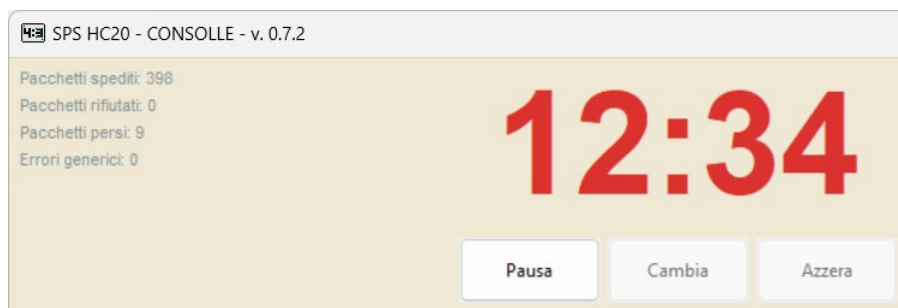 SPS HC20 - CONSOLLE - v. 0.7.2
Pacchetti spediti: 398
Pacchetti rifiutati: 0
Pacchetti persi: 9
Errori generici: 0
12:34
Pausa Cambia Azzera